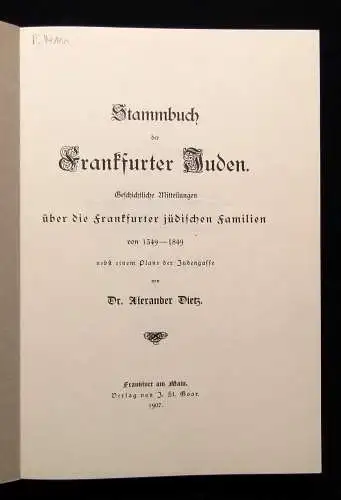 Stammbuch
der
Frankfurter Juden.
Geschichtliche Mitteilungen
über die Frankfurter jüdischen Familien
von 1549—1849
nebst einem Plane der Judengasse
von
Dr. Alexander Dietz.
Frankfurt am Main.
Verlag von J. St. Goar.
1907.